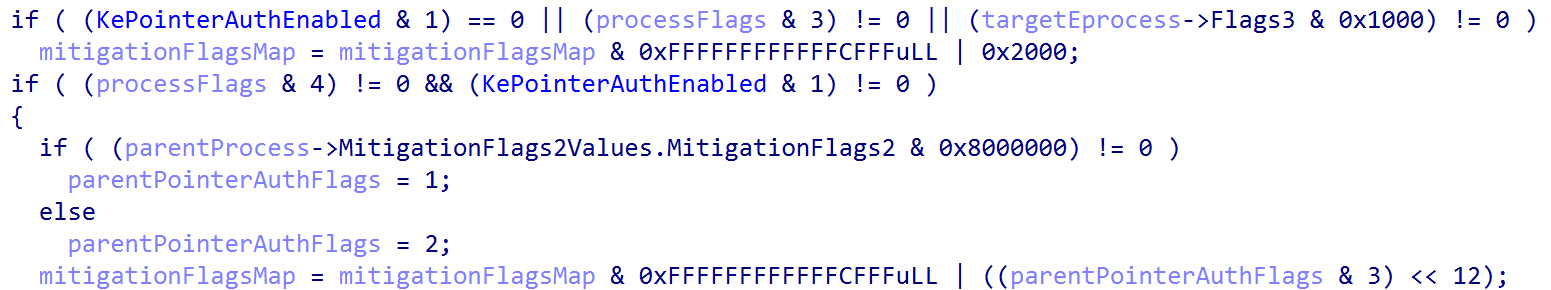 if ( (KePointerAuthEnabled & 1) == 0 || (processFlags & 3) != 0 || (targetEprocess->Flags3 & 0x1000) != 0 )
  mitigationFlagsMap = mitigationFlagsMap & 0xFFFFFFFFFFFFCFFFuLL | 0x2000;
if ( (processFlags & 4) != 0 && (KePointerAuthEnabled & 1) != 0 )
{
  if ( (parentProcess->MitigationFlags2Values.MitigationFlags2 & 0x8000000) != 0 )
    parentPointerAuthFlags = 1;
  else
    parentPointerAuthFlags = 2;
  mitigationFlagsMap = mitigationFlagsMap & 0xFFFFFFFFFFFFCFFFuLL | ((parentPointerAuthFlags & 3) << 12);